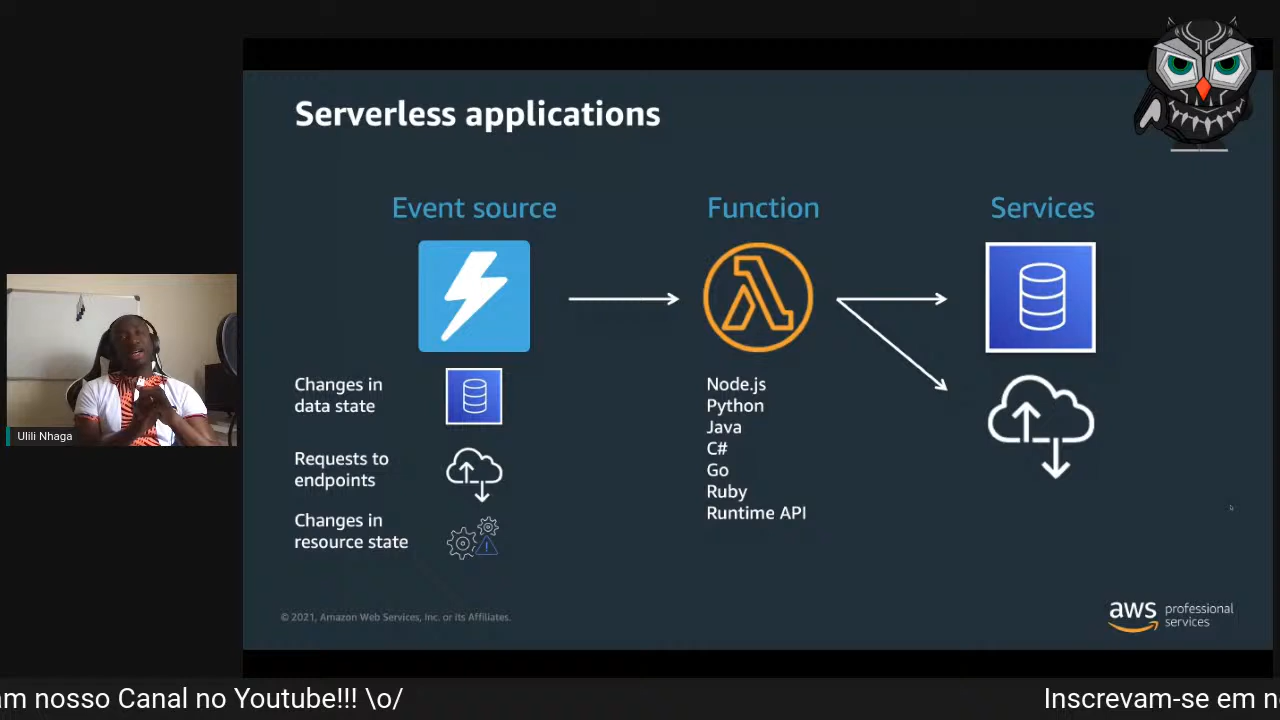 Serverless applications
Event source
Function
Services
Changes in
data state
Requests to
endpoints
Changes in
resource state
Node.js
Python
Java
C#
Go
Ruby
Runtime API
Ulili Nhaga
© 2021, Amazon Web Services, Inc. or its Affiliates.
aws professional
services
nosso Canal no Youtube!!! \o/
Inscrevam-se em